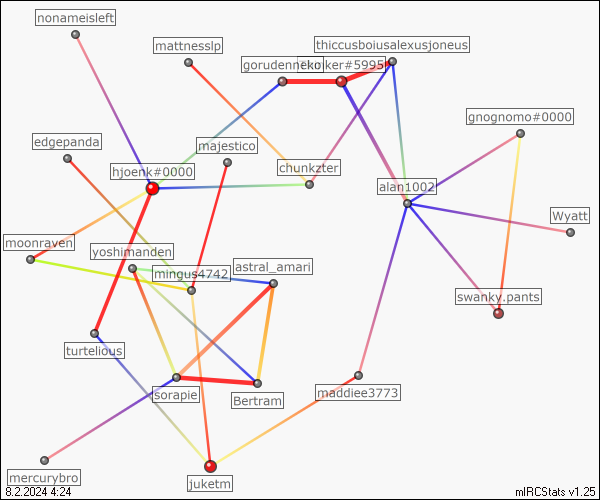 nonameisleft
mattnesslp
thiccusboiusalexusjoneus
gorudenneko
ker#5995
gnognomo#0000
edgepanda
majestico
chunkzter
hjoenk#0000
alan1002
Wyatt
moonraven
yoshimanden
astral_amari
mingus4742
swanky.pants
turtelious
sorapie
Bertram
maddiee3773
mercurybro
juketm
8.2.2024 4:24
mIRCStats v1.25